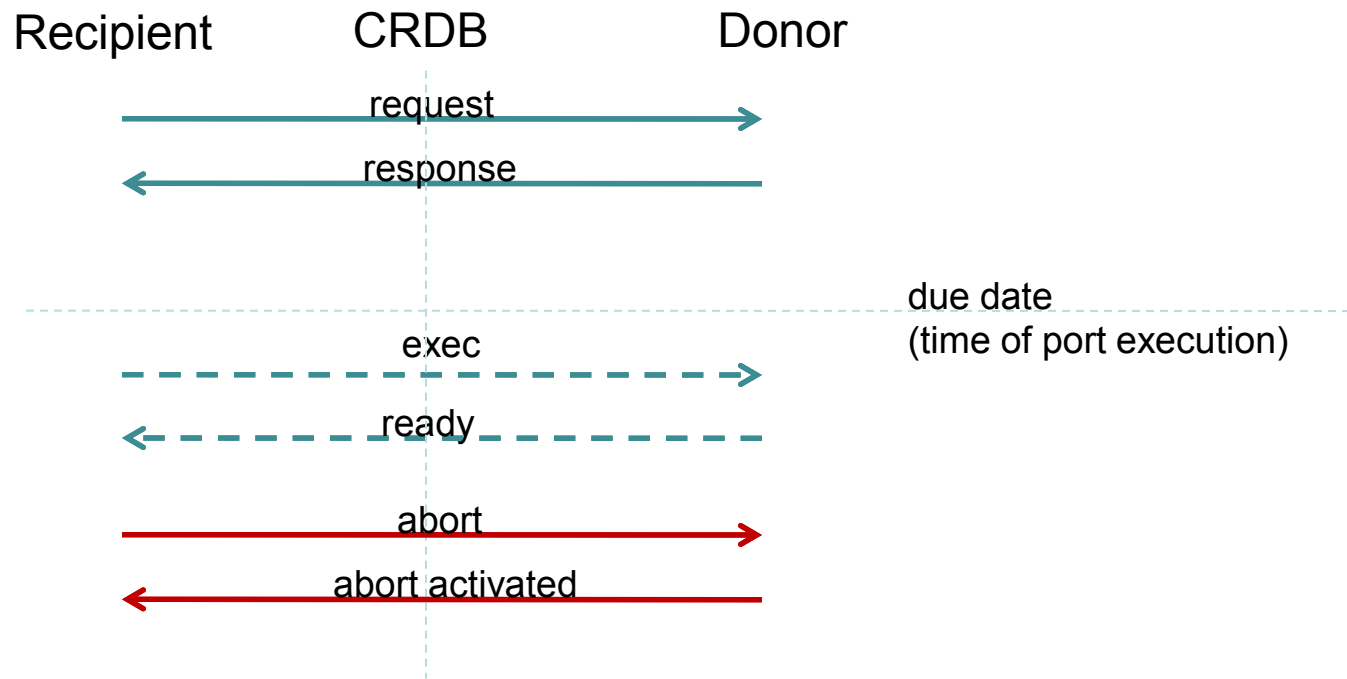 Recipient CRDB Donor
request
response
due date
(time of port execution)
exec
ready
abort
abort activated